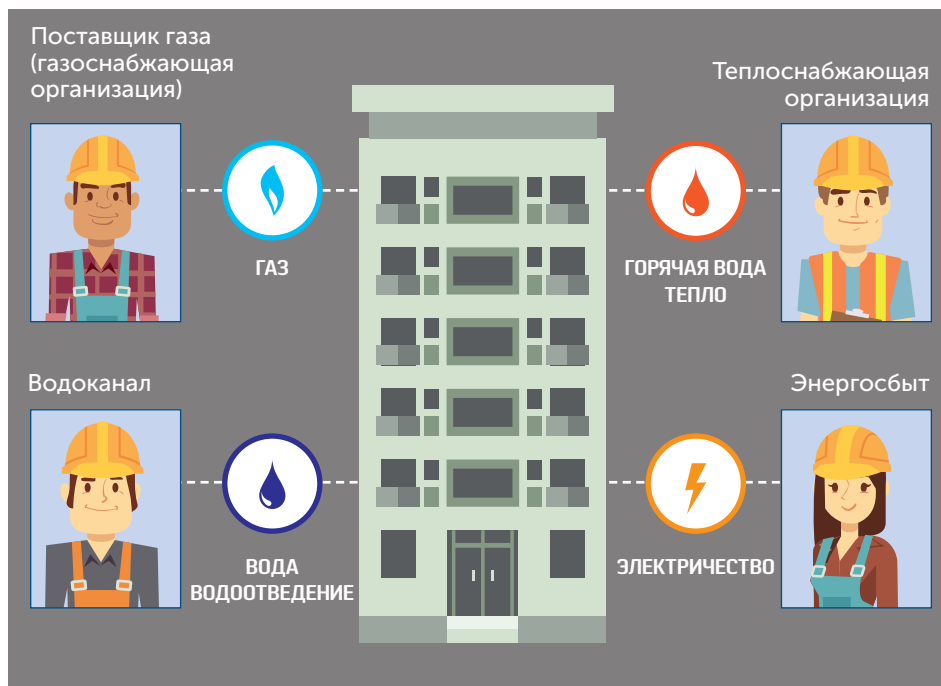 Поставщик газа
(газоснабжающая
организация)
ГАЗ
Теплоснабжающая
организация
ГОРЯЧАЯ ВОДА
ТЕПЛО
Водоканал
ВОДА
ВОДООТВЕДЕНИЕ
Энергосбыт
ЭЛЕКТРИЧЕСТВО